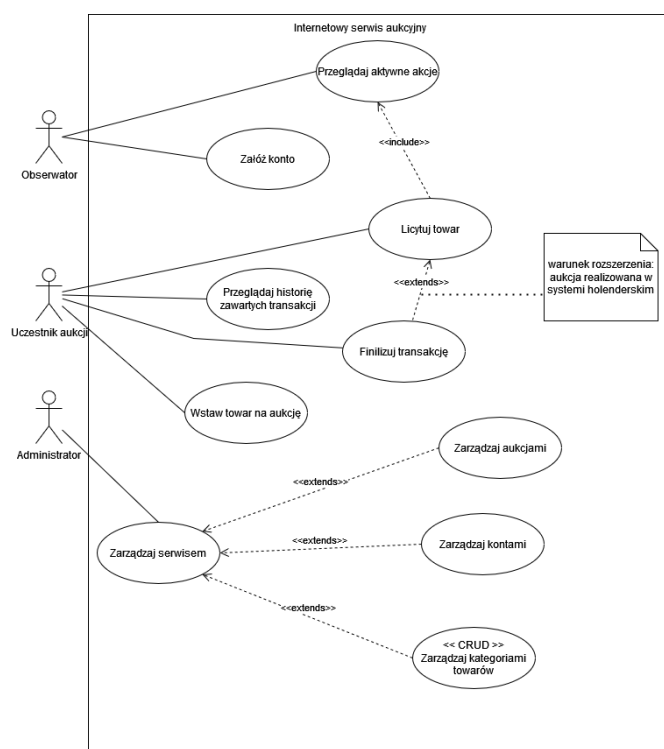 Internetowy serwis aukcyjny
Przeglądaj aktywne akcje
<<include>>
Załóż konto
Obserwator
Licytuj towar
warunek rozszerzenia:
aukcja realizowana w
systemi holenderskim
<<extends>>
Przeglądaj historię
zawartych transakcji
Uczestnik aukcji
Finilizuj transakcję
Wstaw towar na aukcję
Administrator
Zarządzaj aukcjami
<<extends>>
Zarządzaj serwisem
<<extends>>
Zarządzaj kontami
<<extends>>
<< CRUD >>
Zarządzaj kategoriami
towarów